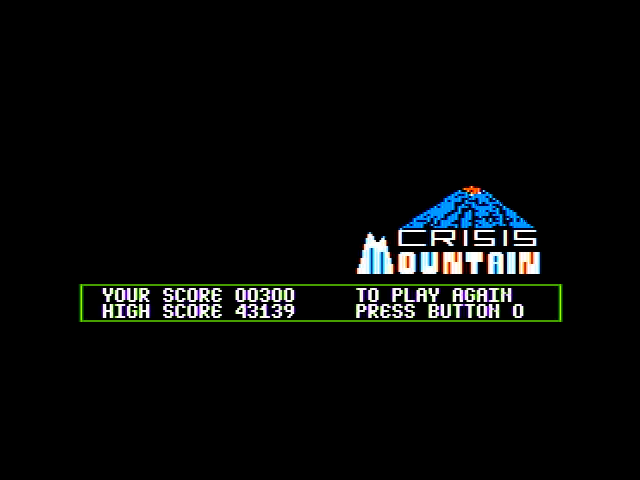 CRISIS
MOUNTAIN
YOUR SCORE 00300
HIGH SCORE 43139
TO PLAY AGAIN
PRESS BUTTON 0